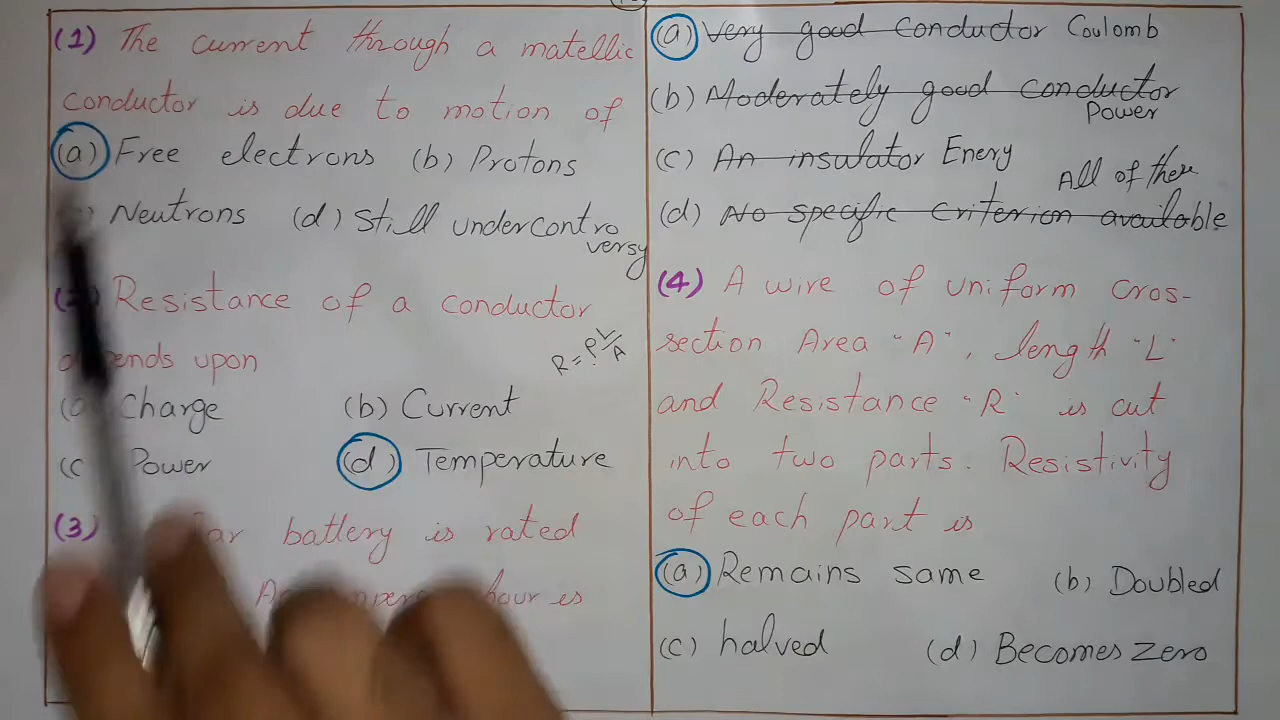 (1) The current through a matellic
conductor is due to motion of
(a) Free electrons (b) Protons
Neutrons (d) Still undercontro
versy
Resistance of a conductor
upon
R = ρ L/A
Charge (b) Current
(c Power (d) Temperature
(3) battery is rated
hour is
(a) Very good conductor Coulomb
(b) Moderately good conductor
Power
(c) An insulator Enery
All of these
(d) No specific criterion available
(4) A wire of uniform cros-
section Area "A", length "L"
and Resistance "R" is cut
into two parts. Resistivity
of each part is
(a) Remains same (b) Doubled
(c) halved (d) Becomes zero